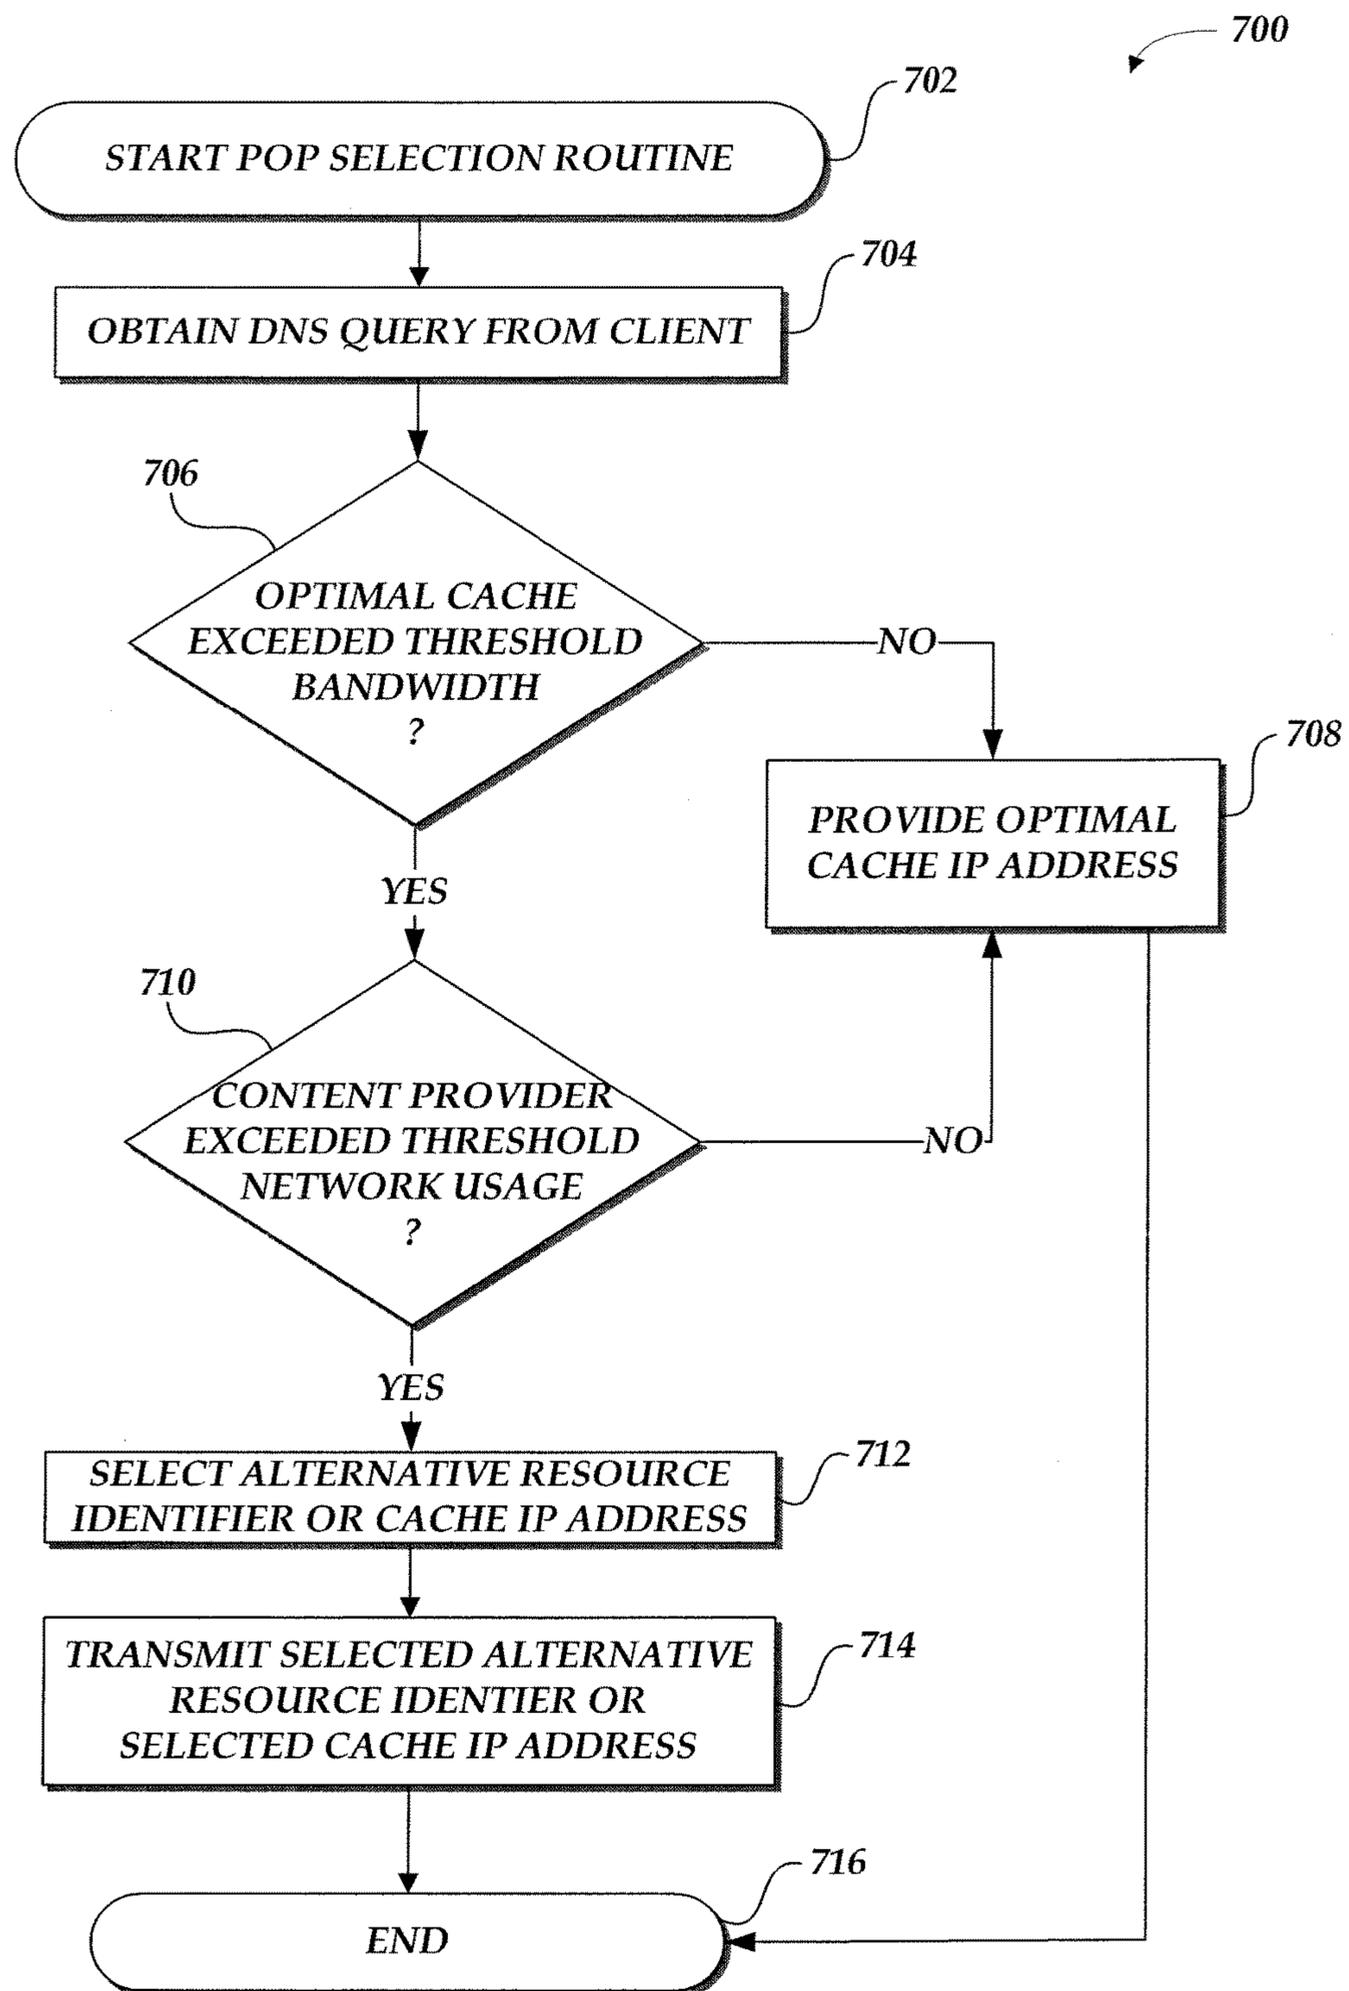 700
702
START POP SELECTION ROUTINE
704
OBTAIN DNS QUERY FROM CLIENT
706
OPTIMAL CACHE
EXCEEDED THRESHOLD
BANDWIDTH
?
NO
708
PROVIDE OPTIMAL
CACHE IP ADDRESS
YES
710
CONTENT PROVIDER
EXCEEDED THRESHOLD
NETWORK USAGE
?
NO
YES
712
SELECT ALTERNATIVE RESOURCE
IDENTIFIER OR CACHE IP ADDRESS
714
TRANSMIT SELECTED ALTERNATIVE
RESOURCE IDENTIER OR
SELECTED CACHE IP ADDRESS
716
END